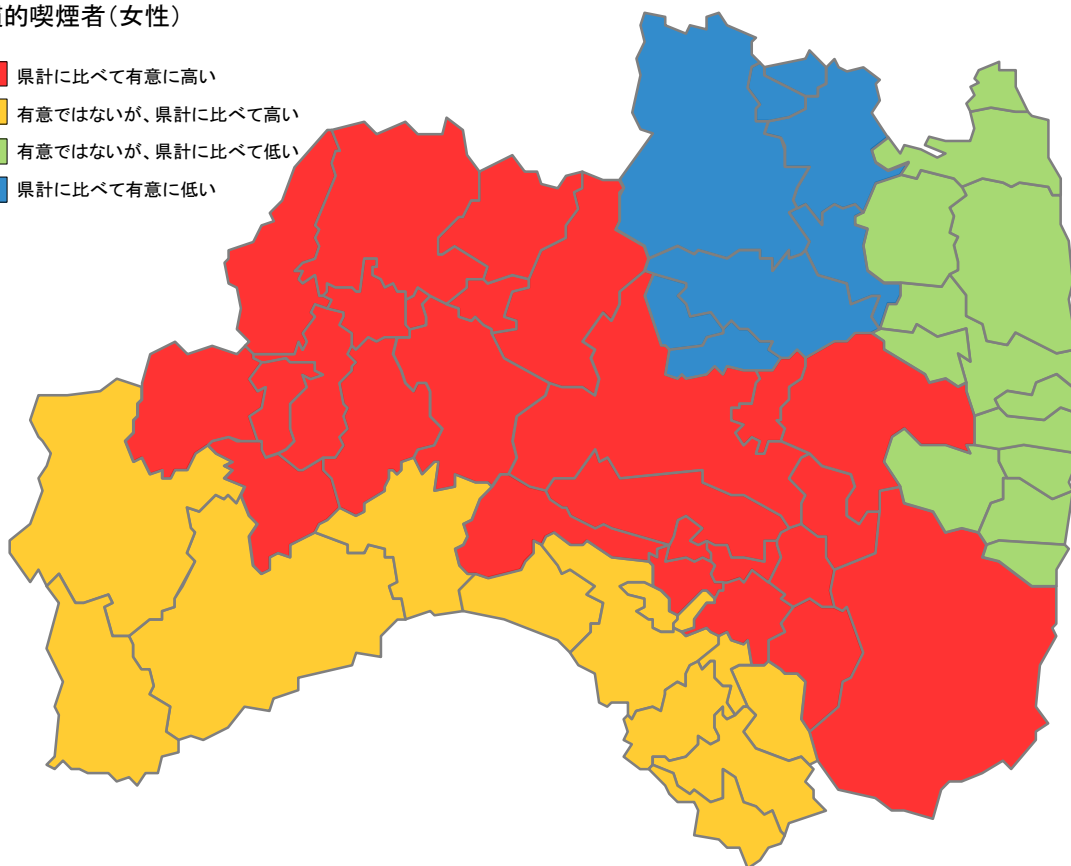 的喫煙者(女性)
県計に比べて有意に高い
有意ではないが、県計に比べて高い
有意ではないが、県計に比べて低い
県計に比べて有意に低い